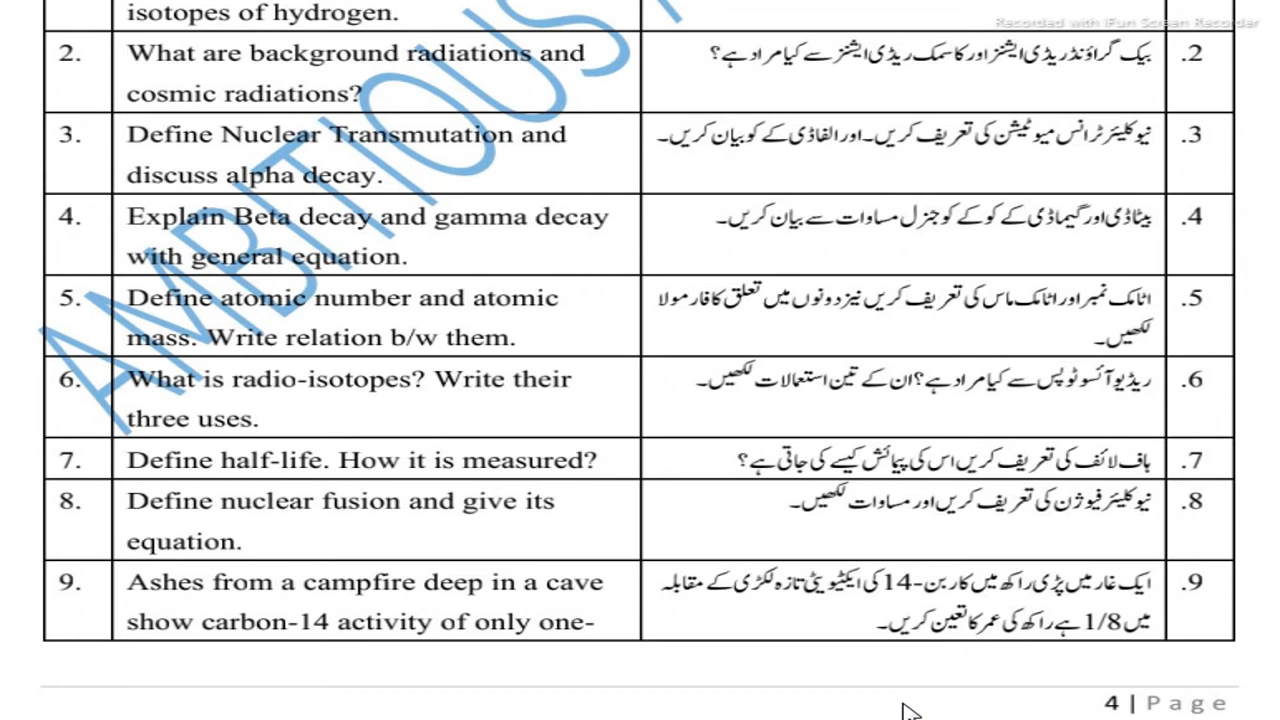 isotopes of hydrogen.
Recorded with iFun Screen Recorder
2. What are background radiations and
cosmic radiations?
بیک گراؤنڈ ریڈی ایشنز اور کاسمک ریڈی ایشنز سے کیا مراد ہے؟ .2
3. Define Nuclear Transmutation and
discuss alpha decay.
نیوکلیئر ٹرانس میوٹیشن کی تعریف کریں۔ اور الفاڈی کے کو بیان کریں۔ .3
4. Explain Beta decay and gamma decay
with general equation.
بیٹاڈی اور گیماڈی کے کو کے کو جنرل مساوات سے بیان کریں۔ .4
5. Define atomic number and atomic
mass. Write relation b/w them.
اٹامک نمبر اور اٹامک ماس کی تعریف کریں نیز دونوں میں تعلق کا فارمولا .5
لکھیں۔
6. What is radio-isotopes? Write their
three uses.
ریڈیو آئسوٹوپس سے کیا مراد ہے؟ ان کے تین استعمالات لکھیں۔ .6
7. Define half-life. How it is measured?
ہاف لائف کی تعریف کریں اس کی پیمائش کیسے کی جاتی ہے؟ .7
8. Define nuclear fusion and give its
equation.
نیوکلیئر فیوژن کی تعریف کریں اور مساوات لکھیں۔ .8
9. Ashes from a campfire deep in a cave
show carbon-14 activity of only one-
ایک غار میں پڑی راکھ میں کاربن-14 کی ایکٹیویٹی تازہ لکڑی کے مقابلہ .9
میں 1/8 ہے راکھ کی عمر کا تعین کریں۔
AMBITIOUS
4 | Page